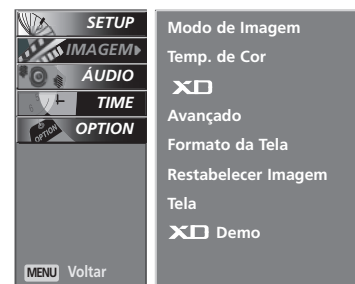 SETUP
IMAGEM
ÁUDIO
TIME
OPTION
OPTION
MENU Voltar
Modo de Imagem
Temp. de Cor
XD
Avançado
Formato da Tela
Restabelecer Imagem
Tela
XD Demo